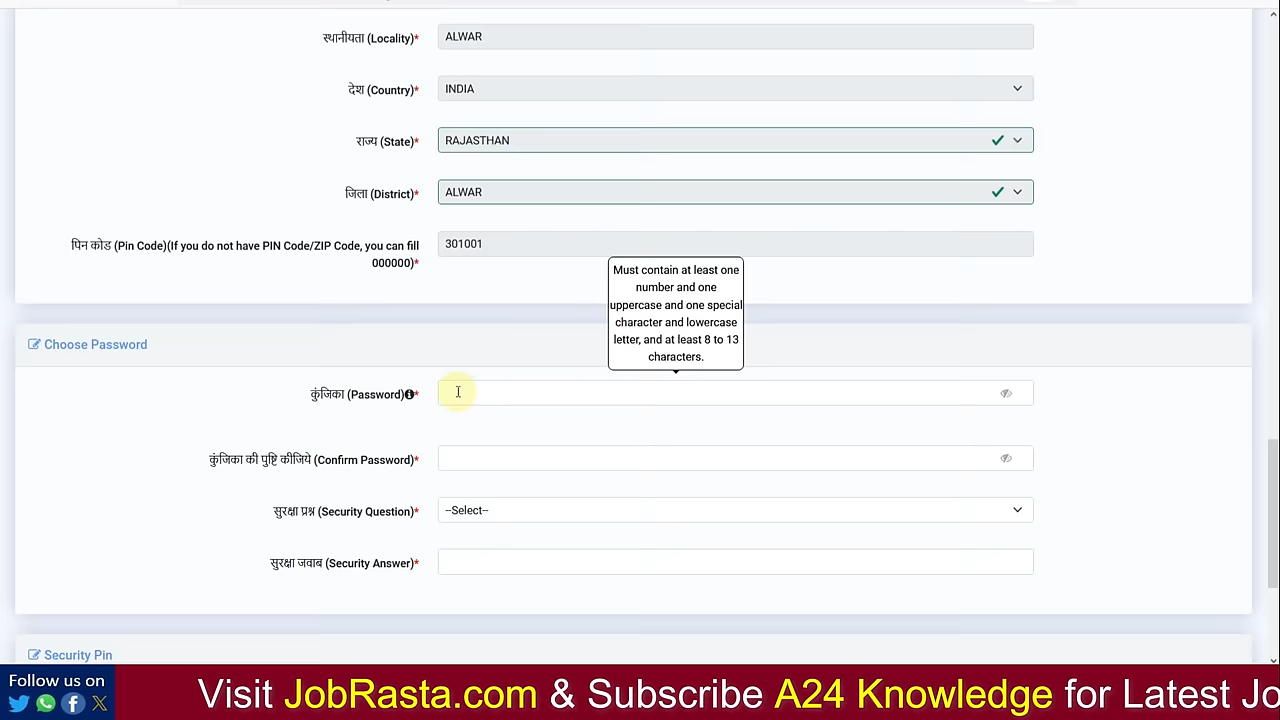 स्थानीयता (Locality)* ALWAR
देश (Country)* INDIA
राज्य (State)* RAJASTHAN
जिला (District)* ALWAR
पिन कोड (Pin Code)(If you do not have PIN Code/ZIP Code, you can fill
000000)*
301001
Must contain at least one
number and one
uppercase and one special
character and lowercase
letter, and at least 8 to 13
characters.
Choose Password
कुंजिका (Password)*
कुंजिका की पुष्टि कीजिये (Confirm Password)*
सुरक्षा प्रश्न (Security Question)* --Select--
सुरक्षा जवाब (Security Answer)*
Security Pin
Follow us on
Visit JobRasta.com & Subscribe A24 Knowledge for Latest Jo